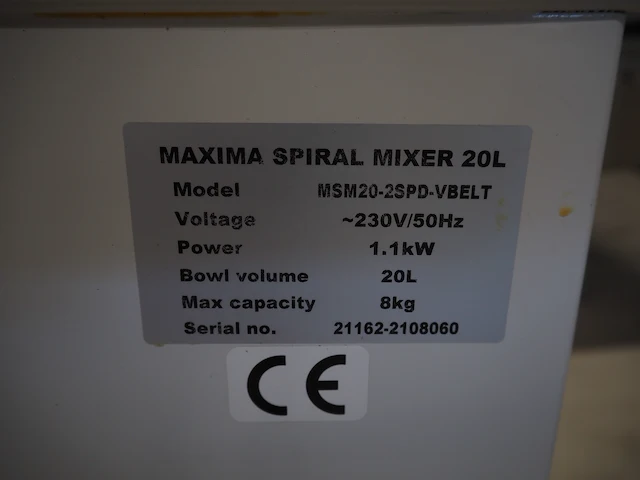 MAXIMA SPIRAL MIXER 20L
Model MSM20-2SPD-VBELT
Voltage ~230V/50Hz
Power 1.1kW
Bowl volume 20L
Max capacity 8kg
Serial no. 21162-2108060
CE